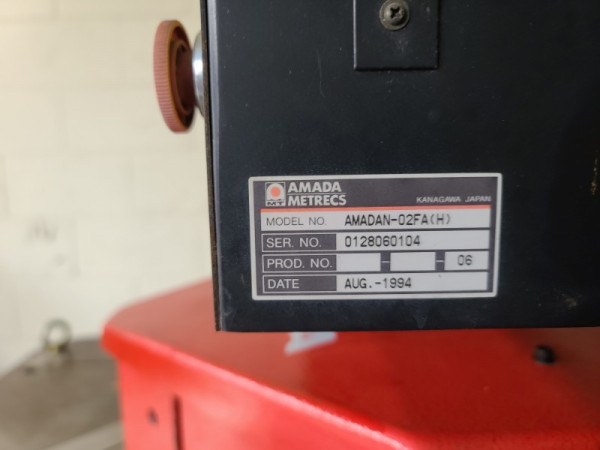 AMADA
METRECS
KANAGAWA JAPAN
MODEL NO. AMADAN-02FA(H)
SER. NO. 0128060104
PROD. NO. - - 06
DATE AUG.-1994